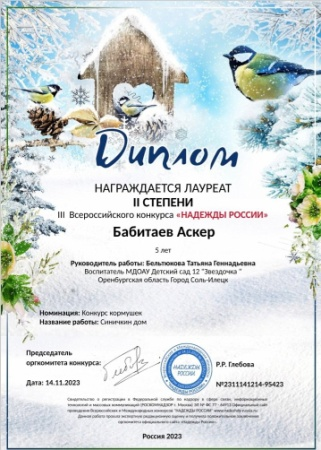 Диплом
НАГРАЖДАЕТСЯ ЛАУРЕАТ
II СТЕПЕНИ
III Всероссийского конкурса «НАДЕЖДЫ РОССИИ»
Бабитаев Аскер
5 лет
Руководитель работы: Бельтюкова Татьяна Геннадьевна
Воспитатель МДОАУ Детский сад 12 "Звездочка "
Оренбургская область Город Соль-Илецк
Номинация: Конкурс кормушек
Название работы: Синичкин дом
Председатель
оргкомитета конкурса:
НАДЕЖДЫ
РОССИИ
Р.Р. Глебова
Дата: 14.11.2023
№2311141214-95423
Россия 2023